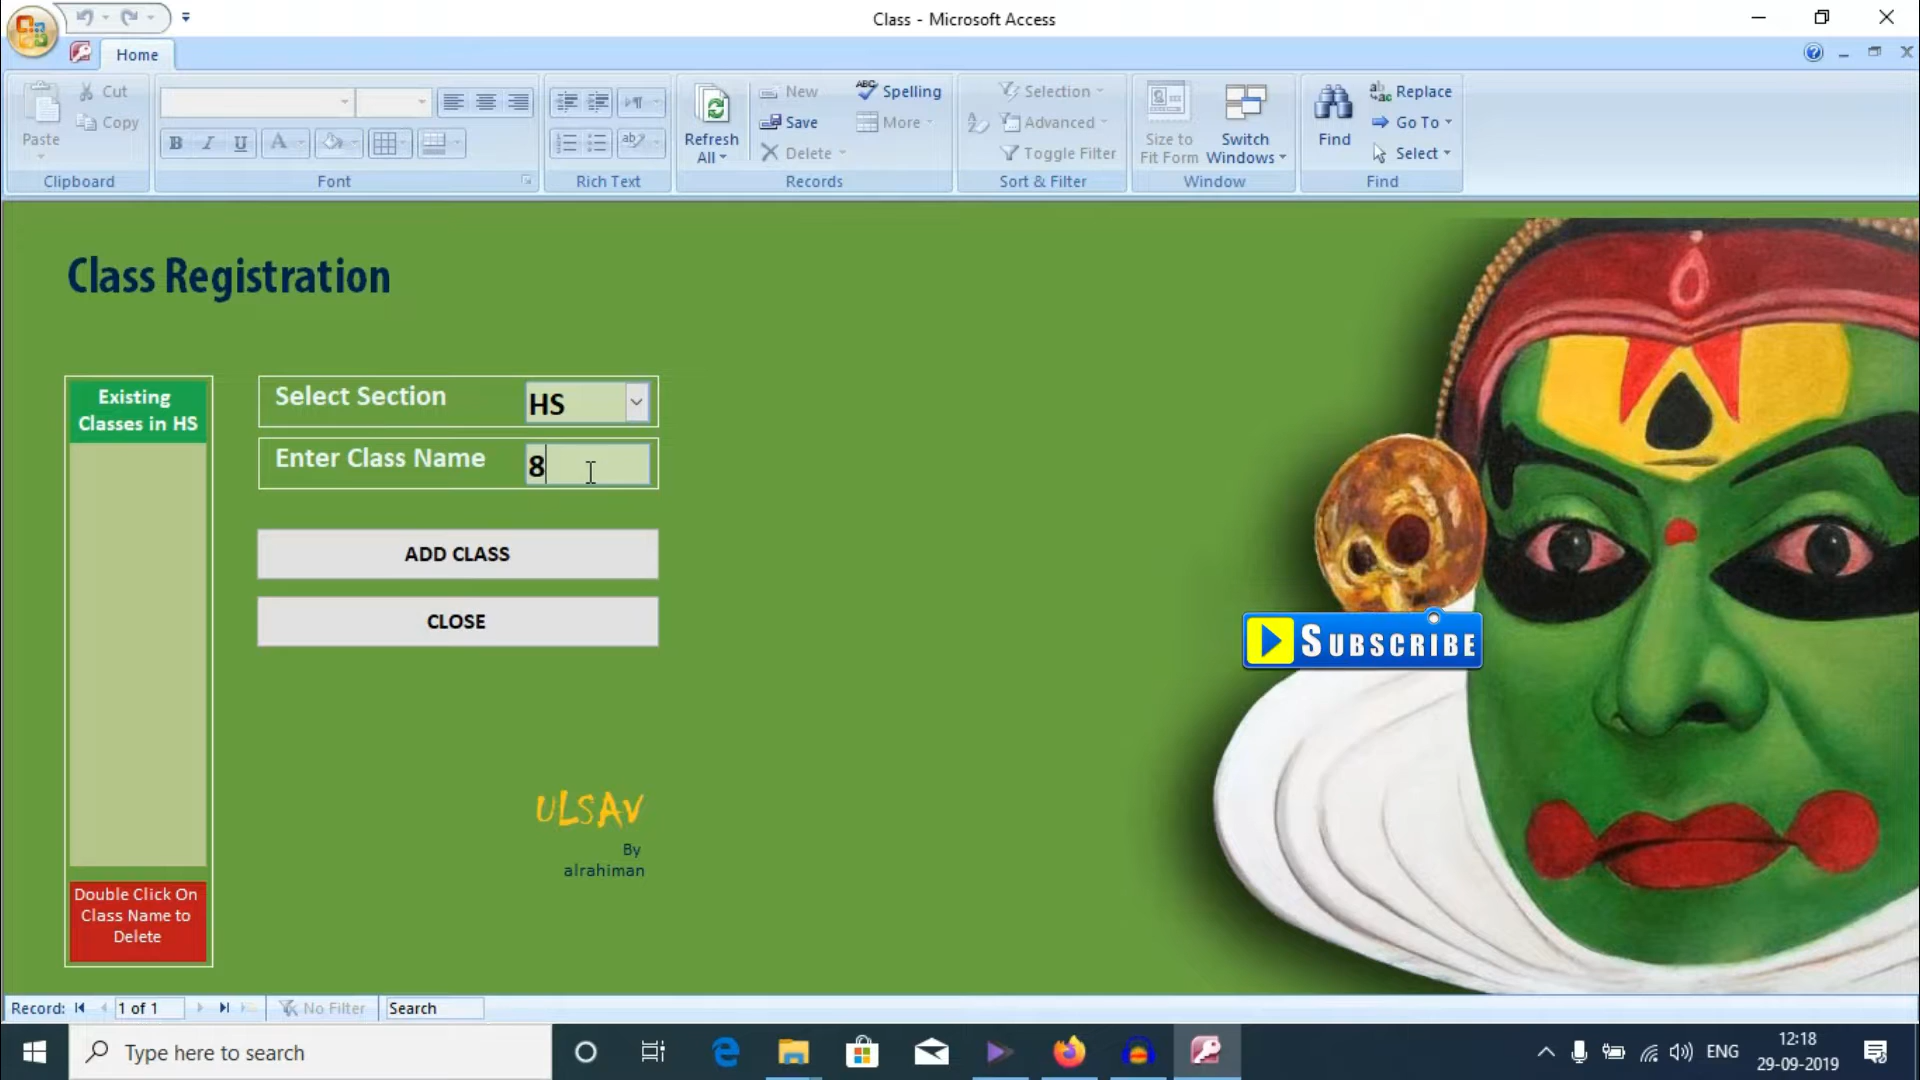 Class - Microsoft Access
Home
Paste
Cut
Copy
Clipboard
B I U A
Font
ab
Rich Text
Refresh
All
New
Save
Delete
ABC Spelling
More
Records
Selection
Advanced
Toggle Filter
Sort & Filter
Size to
Fit Form
Switch
Windows
Window
Find
Replace
Go To
Select
Find
Class Registration
Existing
Classes in HS
Select Section
HS
Enter Class Name
8
ADD CLASS
CLOSE
SUBSCRIBE
ULSAV
By
alrahiman
Double Click On
Class Name to
Delete
Record:
1 of 1
No Filter
Search
Type here to search
ENG
12:18
29-09-2019